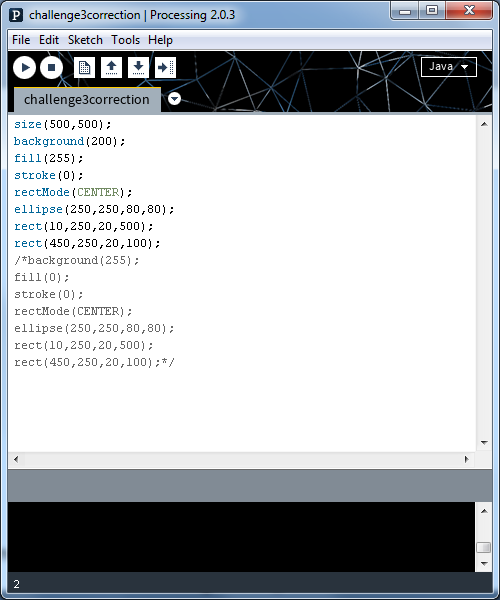 challenge3correction | Processing 2.0.3
File Edit Sketch Tools Help
Java
challenge3correction
size(500,500);
background(200);
fill(255);
stroke(0);
rectMode(CENTER);
ellipse(250,250,80,80);
rect(10,250,20,500);
rect(450,250,20,100);
/*background(255);
fill(0);
stroke(0);
rectMode(CENTER);
ellipse(250,250,80,80);
rect(10,250,20,500);
rect(450,250,20,100);*/
2